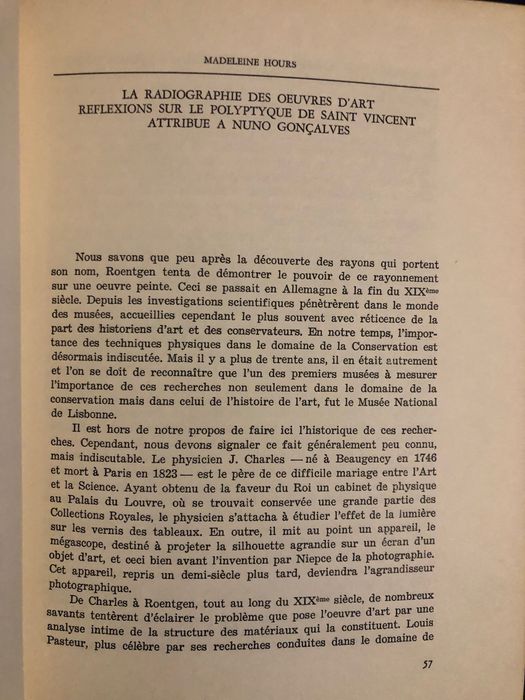 MADELEINE HOURS
LA RADIOGRAPHIE DES OEUVRES D'ART
REFLEXIONS SUR LE POLYPTYQUE DE SAINT VINCENT
ATTRIBUE A NUNO GONÇALVES
Nous savons que peu après la découverte des rayons qui portent
son nom, Roentgen tenta de démontrer le pouvoir de ce rayonnement
sur une oeuvre peinte. Ceci se passait en Allemagne à la fin du XIXème
siècle. Depuis les investigations scientifiques pénètrèrent dans le monde
des musées, accueillies cependant le plus souvent avec réticence de la
part des historiens d'art et des conservateurs. En notre temps, l'impor-
tance des techniques physiques dans le domaine de la Conservation est
désormais indiscutée. Mais il y a plus de trente ans, il en était autrement
et l'on se doit de reconnaître que l'un des premiers musées à mesurer
l'importance de ces recherches non seulement dans le domaine de la
conservation mais dans celui de l'histoire de l'art, fut le Musée National
de Lisbonne.
Il est hors de notre propos de faire ici l'historique de ces recher-
ches. Cependant, nous devons signaler ce fait généralement peu connu,
mais indiscutable. Le physicien J. Charles — né à Beaugency en 1746
et mort à Paris en 1823 — est le père de ce difficile mariage entre l'Art
et la Science. Ayant obtenu de la faveur du Roi un cabinet de physique
au Palais du Louvre, où se trouvait conservée une grande partie des
Collections Royales, le physicien s'attacha à étudier l'effet de la lumière
sur les vernis des tableaux. En outre, il mit au point un appareil, le
mégascope, destiné à projeter la silhouette agrandie sur un écran d'un
objet d'art, et ceci bien avant l'invention par Niepce de la photographie.
Cet appareil, repris un demi-siècle plus tard, deviendra l'agrandisseur
photographique.
De Charles à Roentgen, tout au long du XIXème siècle, de nombreux
savants tentèrent d'éclairer le problème que pose l'oeuvre d'art par une
analyse intime de la structure des matériaux qui la constituent. Louis
Pasteur, plus célèbre par ses recherches conduites dans le domaine de
57